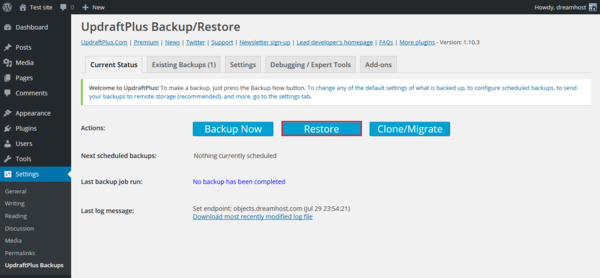 Test site 0 + New Howdy, dreamhost
Dashboard
Posts
Media
Pages
Comments
Appearance
Plugins
Users
Tools
Settings
General
Writing
Reading
Discussion
Media
Permalinks
UpdraftPlus Backups
UpdraftPlus Backup/Restore
UpdraftPlus.Com | Premium | News | Twitter | Support | Newsletter sign-up | Lead developer's homepage | FAQs | More plugins - Version: 1.10.3
Current Status Existing Backups (1) Settings Debugging / Expert Tools Add-ons
Welcome to UpdraftPlus! To make a backup, just press the Backup Now button. To change any of the default settings of what is backed up, to configure scheduled backups, to send
your backups to remote storage (recommended), and more, go to the settings tab.
Actions: Backup Now Restore Clone/Migrate
Next scheduled backups: Nothing currently scheduled
Last backup job run: No backup has been completed
Last log message: Set endpoint: objects.dreamhost.com (Jul 29 23:54:21)
Download most recently modified log file